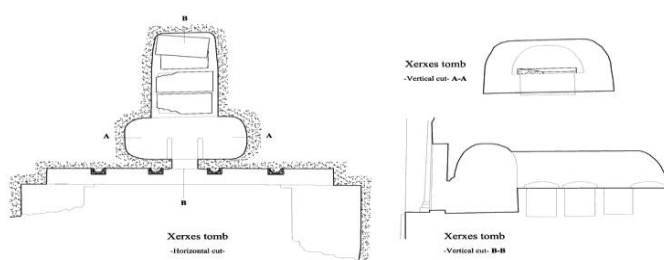 B
A
A
B
Xerxes tomb
-Horizontal cut-
Xerxes tomb
-Vertical cut- A-A
Xerxes tomb
-Vertical cut- B-B